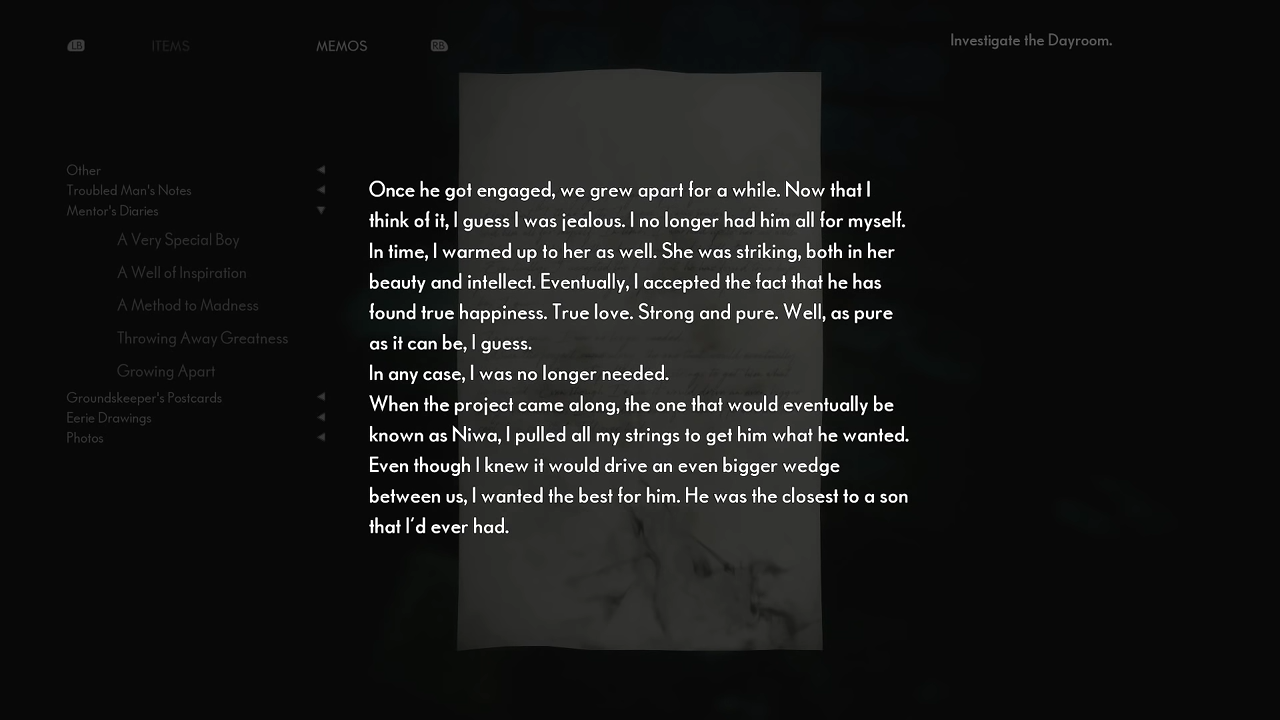 LB
ITEMS
MEMOS
RB
Investigate the Dayroom.
Other
Troubled Man's Notes
Mentor's Diaries
A Very Special Boy
A Well of Inspiration
A Method to Madness
Throwing Away Greatness
Growing Apart
Groundskeeper's Postcards
Eerie Drawings
Photos
Once he got engaged, we grew apart for a while. Now that I
think of it, I guess I was jealous. I no longer had him all for myself.
In time, I warmed up to her as well. She was striking, both in her
beauty and intellect. Eventually, I accepted the fact that he has
found true happiness. True love. Strong and pure. Well, as pure
as it can be, I guess.
In any case, I was no longer needed.
When the project came along, the one that would eventually be
known as Niwa, I pulled all my strings to get him what he wanted.
Even though I knew it would drive an even bigger wedge
between us, I wanted the best for him. He was the closest to a son
that I'd ever had.